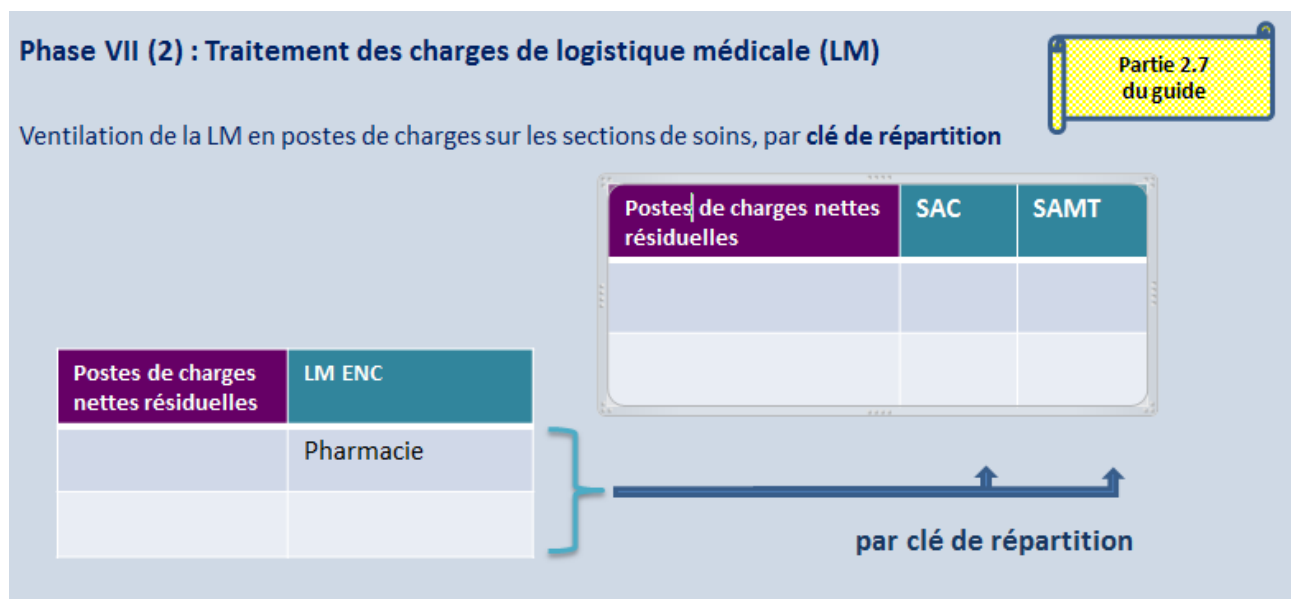 Phase VII (2) : Traitement des charges de logistique médicale (LM)
Partie 2.7
du guide
Ventilation de la LM en postes de charges sur les sections de soins, par clé de répartition
Postes de charges nettes
résiduelles
SAC
SAMT
Postes de charges
nettes résiduelles
LM ENC
Pharmacie
par clé de répartition